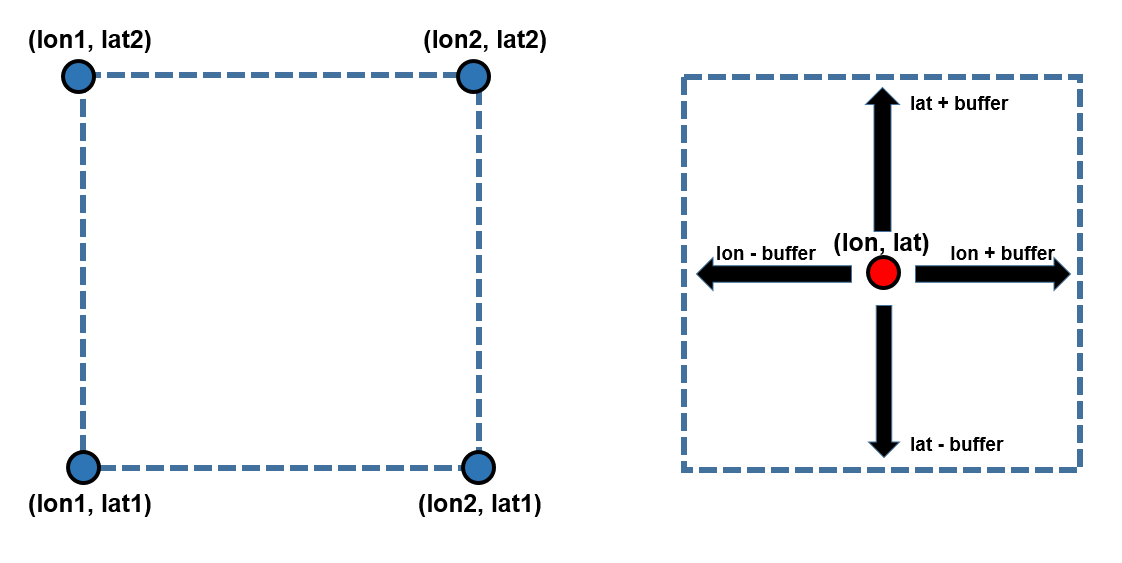 (lon1, lat2)
(lon2, lat2)
(lon1, lat1)
(lon2, lat1)
lat + buffer
(lon, lat)
lon - buffer
lon + buffer
lat - buffer